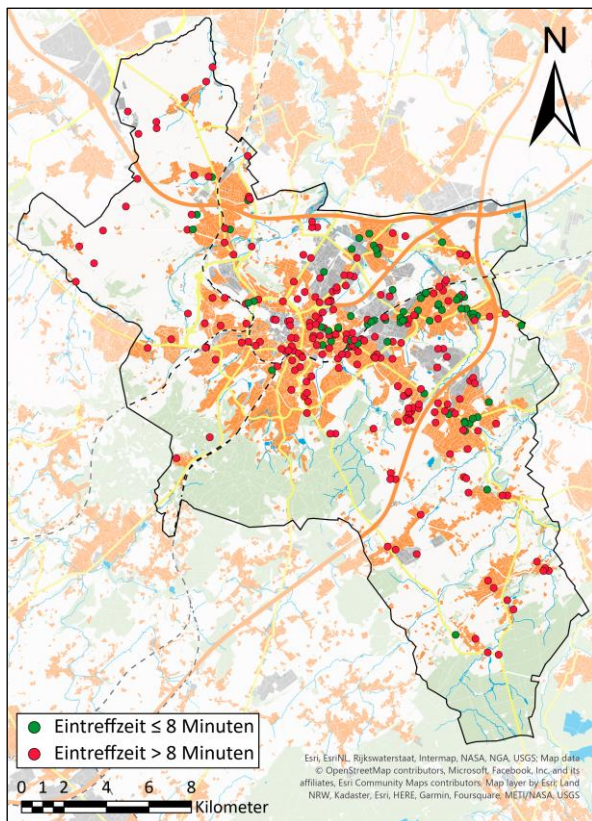 N
Eintreffzeit ≤ 8 Minuten
Eintreffzeit > 8 Minuten
0 1 2 4 6 8
Kilometer
Esri, EsriNL, Rijkswaterstaat, Intermap, NASA, NGA, USGS; Map data
© OpenStreetMap contributors, Microsoft, Facebook, Inc. and its
affiliates, Esri Community Maps contributors. Map layer by Esri; Land
NRW, Kadaster, Esri, HERE, Garmin, Foursquare, METI/NASA, USGS